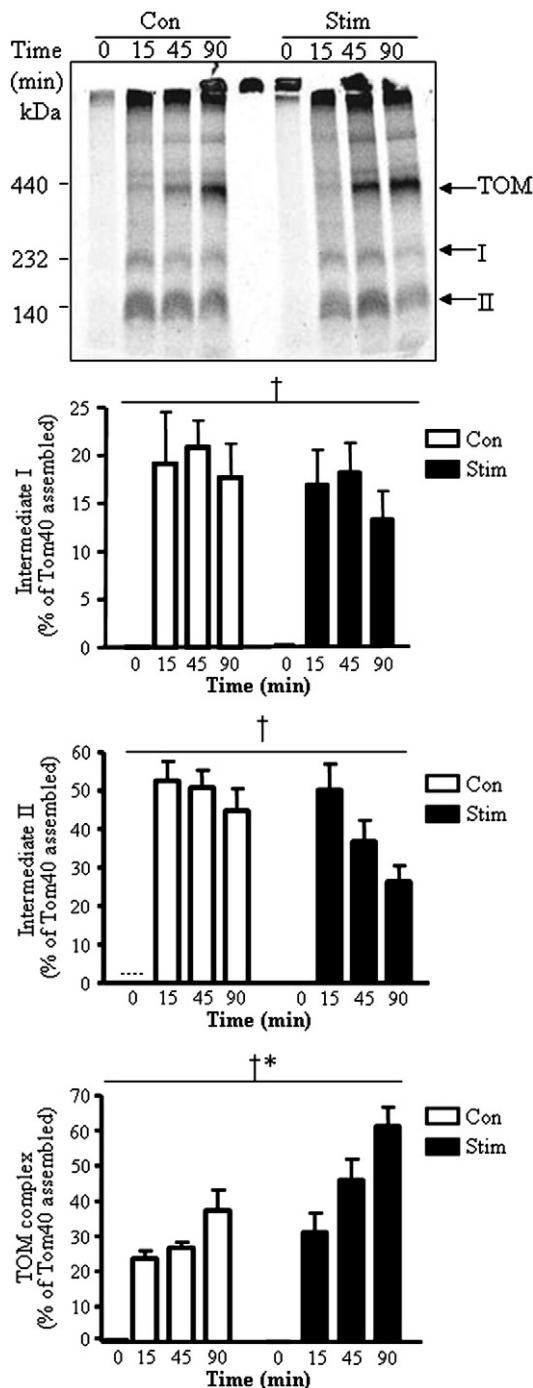 Con Stim
Time 0 15 45 90 0 15 45 90
(min)
kDa
440 TOM
232 I
140 II
†
Intermediate I
(% of Tom40 assembled)
25
20
15
10
5
0
Con
Stim
0 15 45 90 0 15 45 90
Time (min)
†
Intermediate II
(% of Tom40 assembled)
60
50
40
30
20
10
0
Con
Stim
0 15 45 90 0 15 45 90
Time (min)
†*
TOM complex
(% of Tom40 assembled)
70
60
50
40
30
20
10
0
Con
Stim
0 15 45 90 0 15 45 90
Time (min)